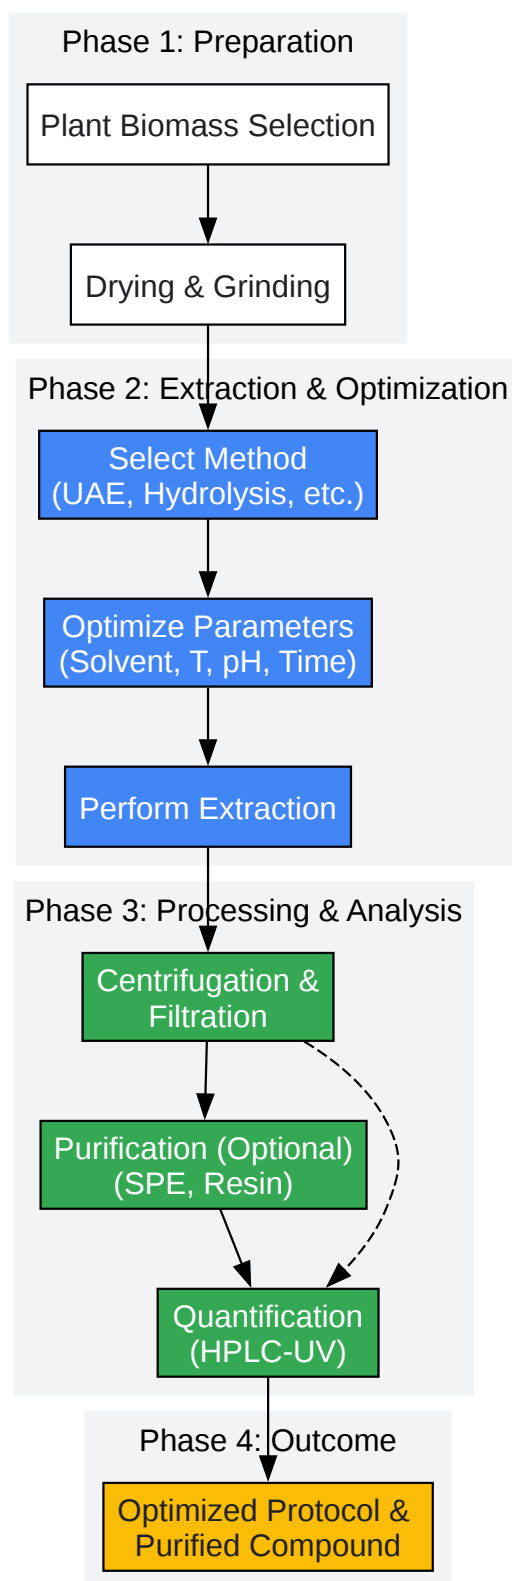 Phase 1: Preparation
Plant Biomass Selection
Drying & Grinding
Phase 2: Extraction & Optimization
Select Method
(UAE, Hydrolysis, etc.)
Optimize Parameters
(Solvent, T, pH, Time)
Perform Extraction
Phase 3: Processing & Analysis
Centrifugation &
Filtration
Purification (Optional)
(SPE, Resin)
Quantification
(HPLC-UV)
Phase 4: Outcome
Optimized Protocol &
Purified Compound